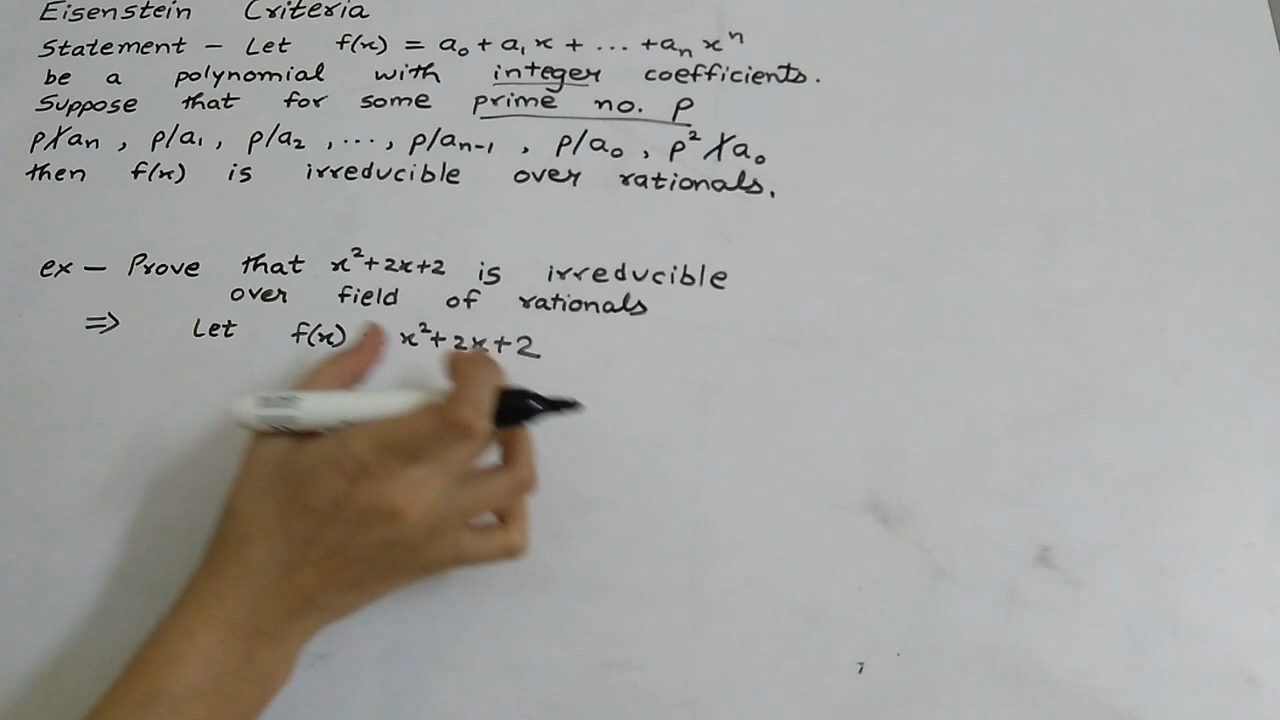 Eisenstein Criteria
Statement - Let f(x) = a₀ + a₁x + ... + aₙxⁿ
be a polynomial with integer coefficients.
Suppose that for some prime no. p
p∤aₙ, p/a₁, p/a₂, ..., p/aₙ₋₁, p/a₀, p²∤a₀
then f(x) is irreducible over rationals.
ex - Prove that x²+2x+2 is irreducible
over field of rationals
⇒ Let f(x) x²+2x+2